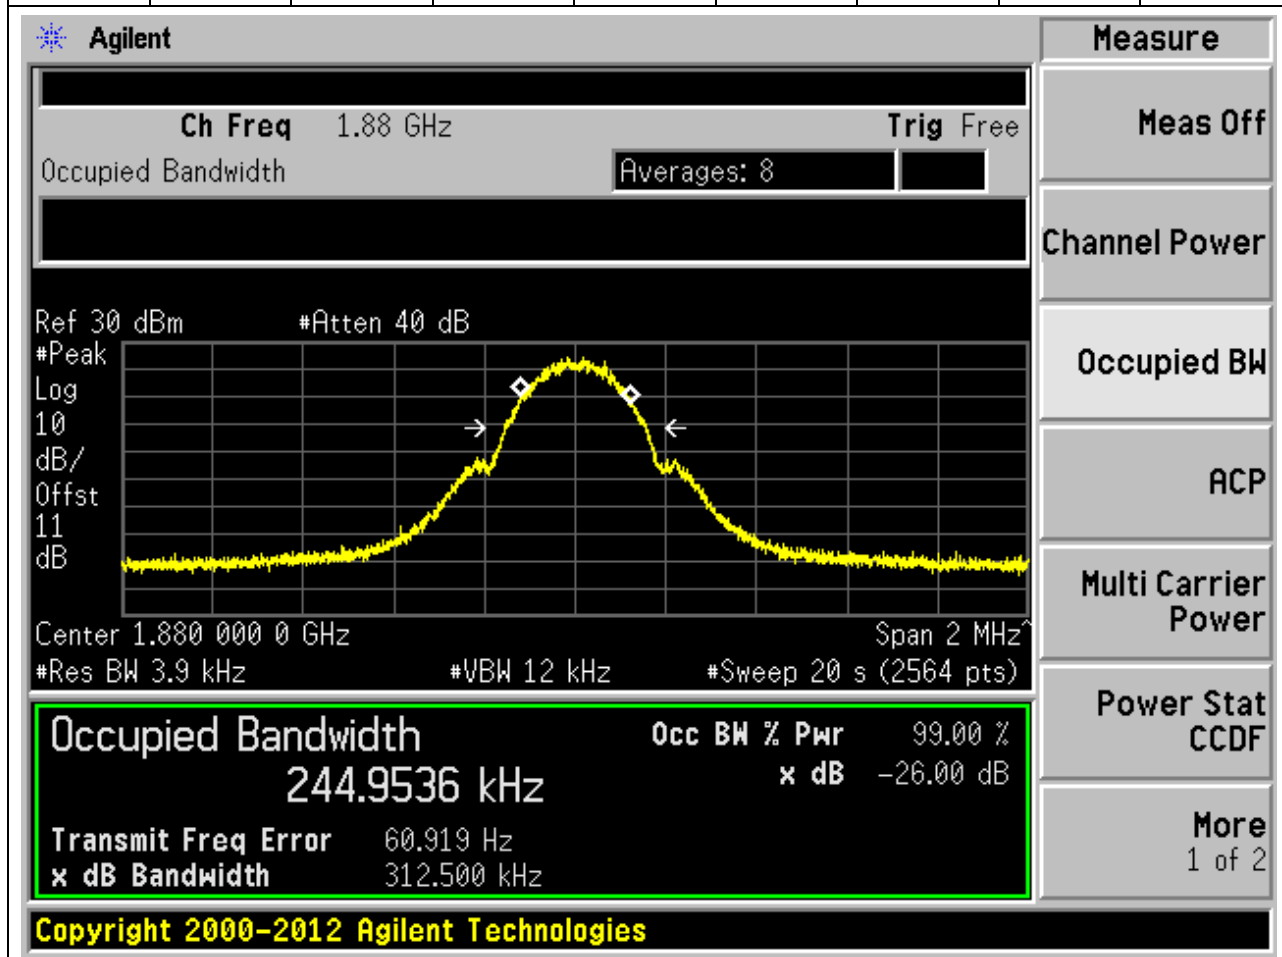 Agilent
Measure
Ch Freq 1.88 GHz Trig Free
Occupied Bandwidth Averages: 8
Meas Off
Channel Power
Occupied BW
ACP
Multi Carrier
Power
Power Stat
CCDF
More
1 of 2
Ref 30 dBm #Atten 40 dB
#Peak
Log
10
dB/
Offst
11
dB
Center 1.880 000 0 GHz Span 2 MHz^
#Res BW 3.9 kHz #VBW 12 kHz #Sweep 20 s (2564 pts)
Occupied Bandwidth Occ BW % Pwr 99.00 %
244.9536 kHz x dB -26.00 dB
Transmit Freq Error 60.919 Hz
x dB Bandwidth 312.500 kHz
Copyright 2000-2012 Agilent Technologies